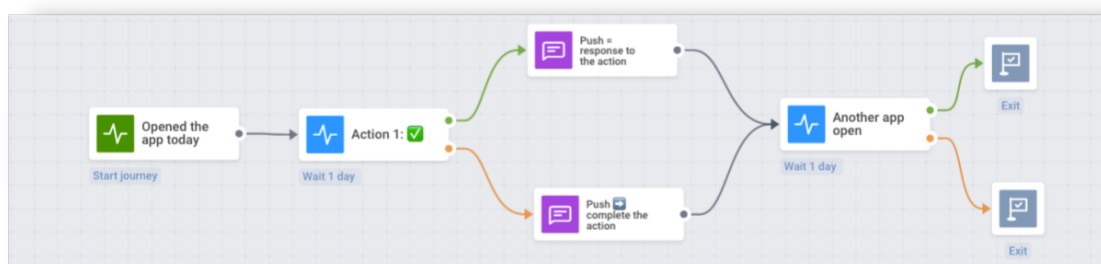 Opened the
app today
Start journey
Action 1: ✅
Wait 1 day
Push =
response to
the action
Push ➡️
complete the
action
Another app
open
Wait 1 day
Exit
Exit